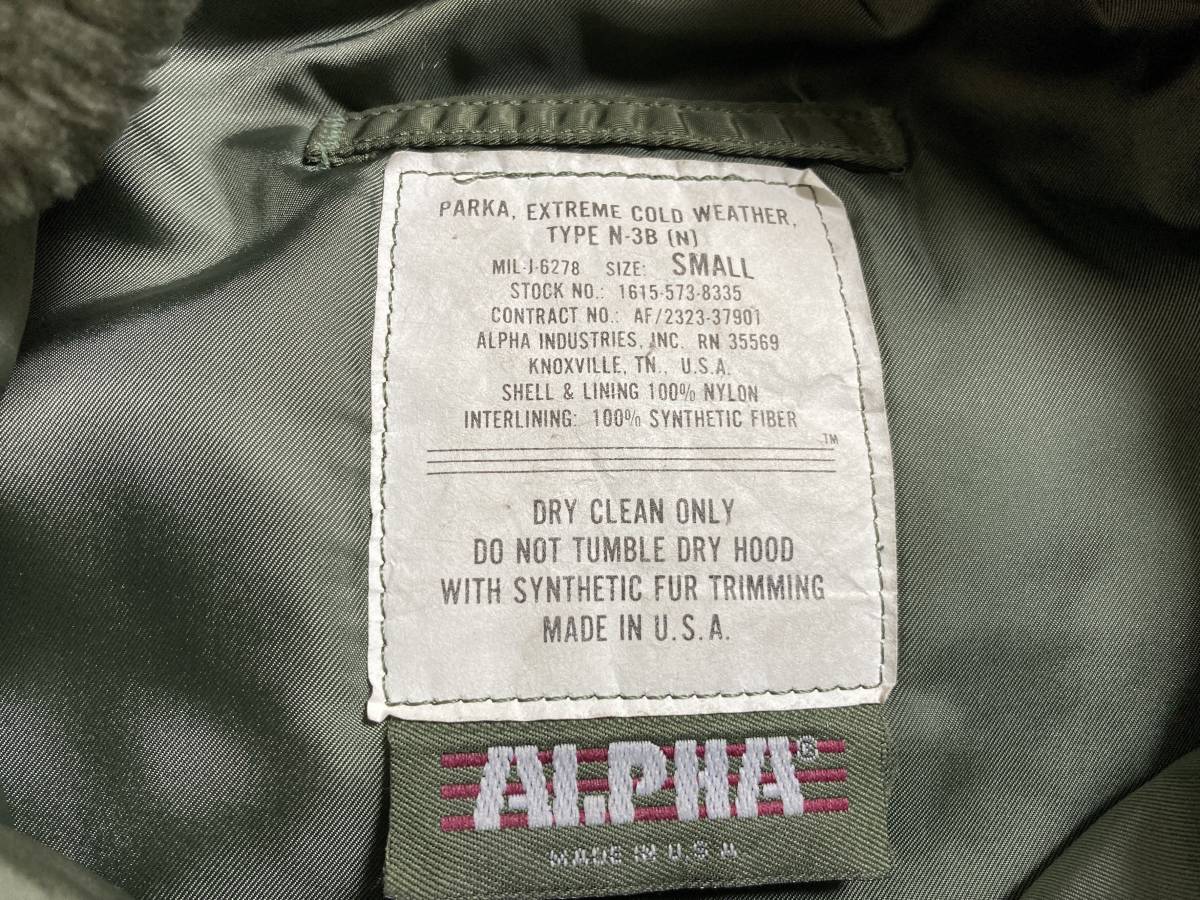 PARKA, EXTREME COLD WEATHER,
TYPE N-3B (N)
MIL-J-6278 SIZE: SMALL
STOCK NO.: 1615-573-8335
CONTRACT NO.: AF/2323-37901
ALPHA INDUSTRIES, INC. RN 35569
KNOXVILLE, TN., U.S.A.
SHELL & LINING 100% NYLON
INTERLINING: 100% SYNTHETIC FIBER
TM
DRY CLEAN ONLY
DO NOT TUMBLE DRY HOOD
WITH SYNTHETIC FUR TRIMMING
MADE IN U.S.A.
ALPHA®
MADE IN U.S.A